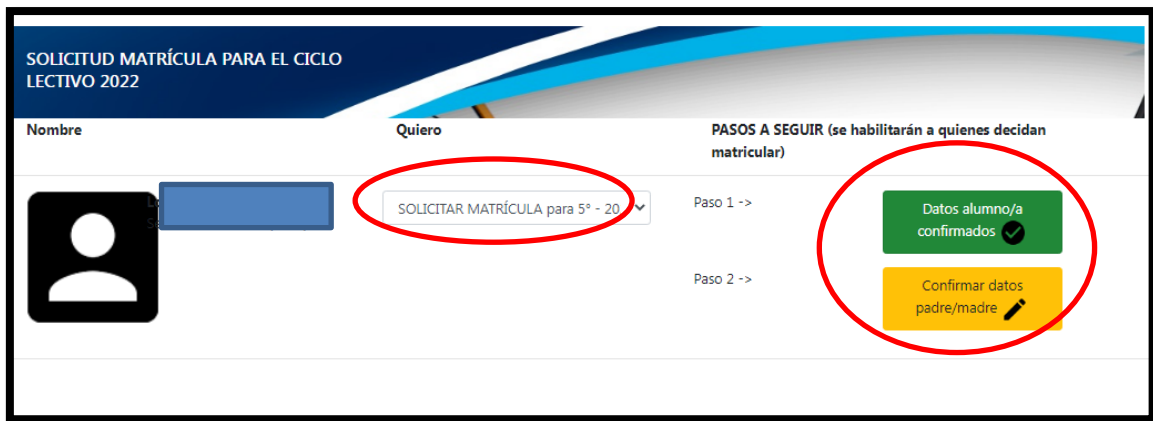 SOLICITUD MATRÍCULA PARA EL CICLO
LECTIVO 2022
Nombre
Quiero
PASOS A SEGUIR (se habilitarán a quienes decidan
matricular)
SOLICITAR MATRÍCULA para 5° - 20
Paso 1 ->
Datos alumno/a
confirmados
Paso 2 ->
Confirmar datos
padre/madre